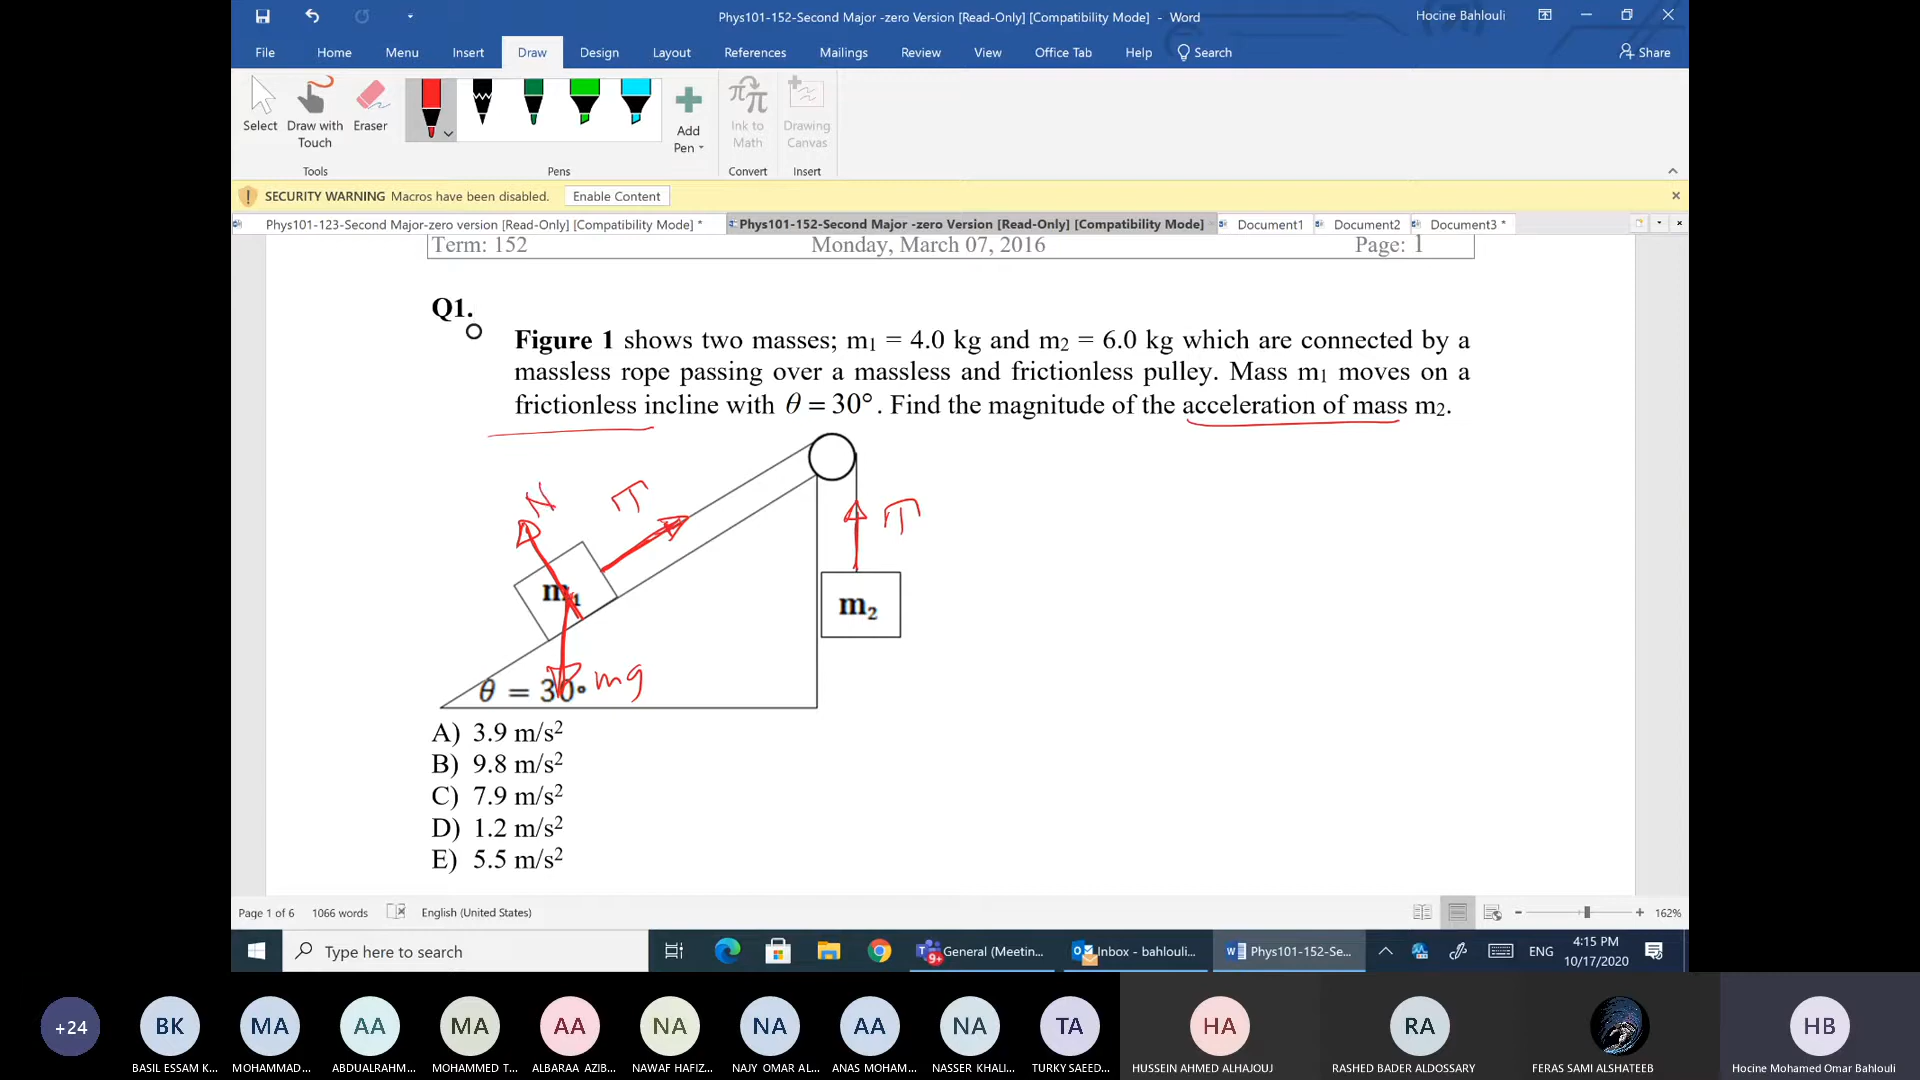 Phys101-152-Second Major -zero Version [Read-Only] [Compatibility Mode] - Word
Hocine Bahlouli
File Home Menu Insert Draw Design Layout References Mailings Review View Office Tab Help Search Share
Select
Draw with Touch
Eraser
Add Pen
Ink to Math
Drawing Canvas
Tools Pens Convert Insert
SECURITY WARNING Macros have been disabled. Enable Content
Phys101-123-Second Major-zero version [Read-Only] [Compatibility Mode] * Phys101-152-Second Major -zero Version [Read-Only] [Compatibility Mode] Document1 Document2 Document3 *
Term: 152 Monday, March 07, 2016 Page: 1
Q1.
Figure 1 shows two masses; m1 = 4.0 kg and m2 = 6.0 kg which are connected by a
massless rope passing over a massless and frictionless pulley. Mass m1 moves on a
frictionless incline with θ = 30°. Find the magnitude of the acceleration of mass m2.
N
T
T
m1
m2
θ = 30°
mg
A) 3.9 m/s²
B) 9.8 m/s²
C) 7.9 m/s²
D) 1.2 m/s²
E) 5.5 m/s²
Page 1 of 6 1066 words English (United States) 162%
Type here to search
9+
General (Meetin...
Inbox - bahlouli...
Phys101-152-Se...
ENG
4:15 PM
10/17/2020
+24 BK MA AA MA AA NA NA AA NA TA HA RA HB
BASIL ESSAM K... MOHAMMAD... ABDUALRAHM... MOHAMMED T... ALBARAA AZIB... NAWAF HAFIZ... NAJY OMAR AL... ANAS MOHAM... NASSER KHALI... TURKY SAEED... HUSSEIN AHMED ALHAJOUJ RASHED BADER ALDOSSARY FERAS SAMI ALSHATEEB Hocine Mohamed Omar Bahlouli